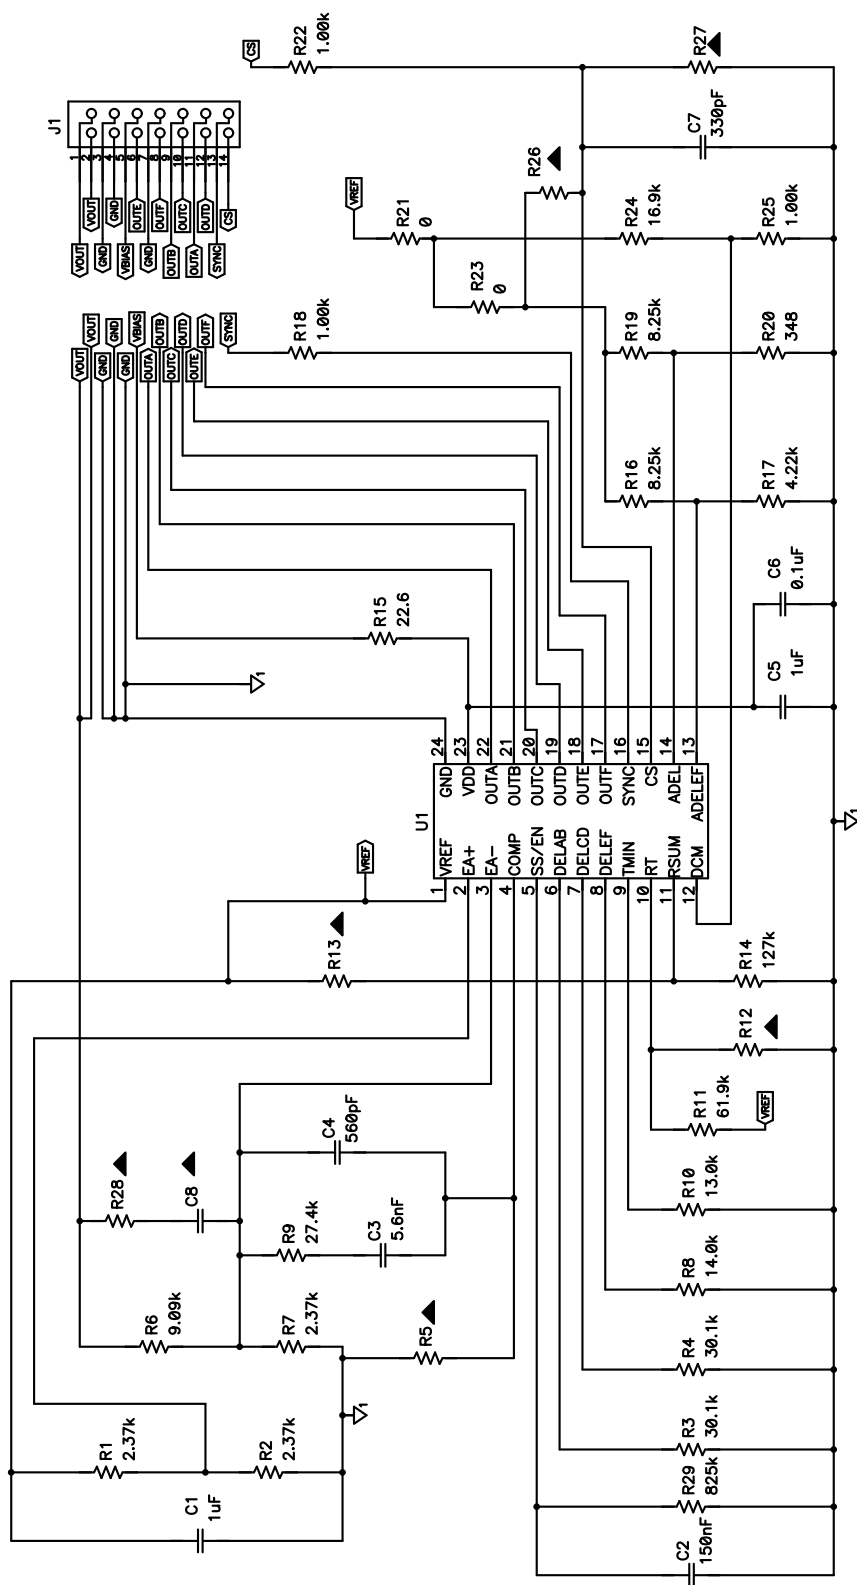 J1
1
2
3
4
5
6
7
8
9
10
11
12
13
14
VOUT
VOUT
GND
GND
VBIAS
OUTE
GND
OUTF
OUTB
OUTC
OUTA
OUTD
SYNC
CS
CS
R22
1.00k
R27
C7
330pF
R26
VREF
R21
0
R24
16.9k
R25
1.00k
R23
0
R18
1.00k
R19
8.25k
R20
348
R16
8.25k
R17
4.22k
VOUT
VOUT
GND
GND
GND
VBIAS
OUTA
OUTB
OUTC
OUTD
OUTE
OUTF
SYNC
R15
22.6
C6
0.1uF
C5
1uF
1
24
23
22
21
20
19
18
17
16
15
14
13
GND
VDD
OUTA
OUTB
OUTC
OUTD
OUTE
OUTF
SYNC
CS
ADEL
ADELEF
U1
VREF
EA+
EA-
COMP
SS/EN
DELAB
DELCD
DELEF
TMIN
RT
RSUM
DCM
1
2
3
4
5
6
7
8
9
10
11
12
VREF
1
R13
R14
127k
R12
R11
61.9k
VREF
C4
560pF
R28
C8
R9
27.4k
C3
5.6nF
R10
13.0k
R8
14.0k
R6
9.09k
R7
2.37k
R5
R4
30.1k
R3
30.1k
1
R1
2.37k
R2
2.37k
R29
825k
C1
1uF
C2
150nF